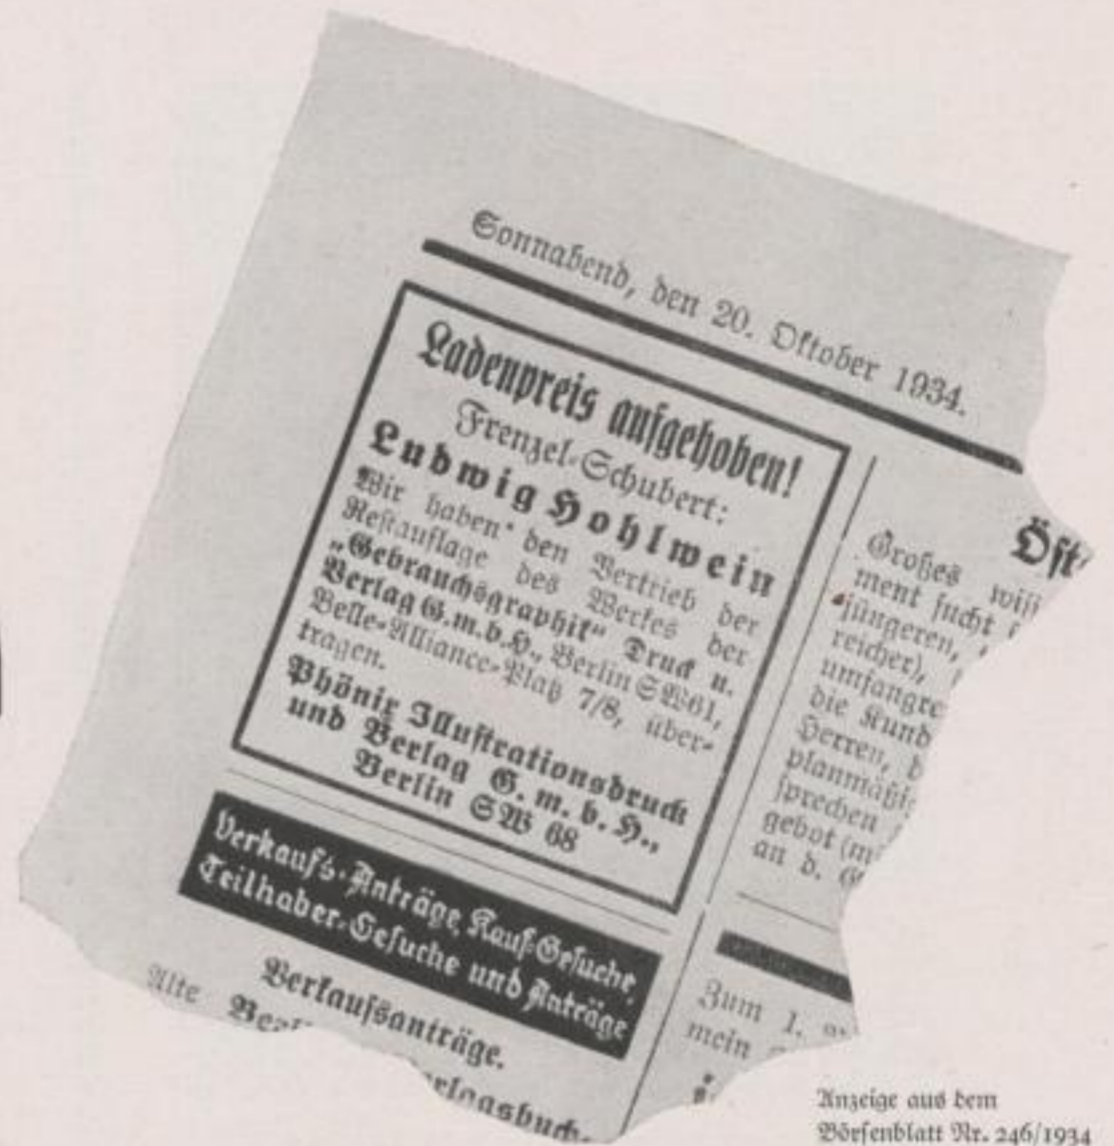 Sonnabend, den 20. Oktober 1934.
Ladenpreis aufgehoben!
Frenzel-Schubert:
Ludwig Hohlwein
Wir haben den Vertrieb der
Restauflage des Werkes der
„Gebrauchsgraphik“ Druck u.
Verlag G.m.b.H., Berlin SW61,
Belle-Alliance-Platz 7/8, über-
tragen.
Phönix Illustrationsdruck
und Verlag G. m. b. H.,
Berlin SW 68
Verkaufs-Anträge, Kauf-Gesuche,
Teilhaber-Gesuche und Anträge
Verkaufsanträge.
Alte
Öst
Großes wiss
ment sucht
jüngeren,
reicher),
umfangre
die Kund
Herren,
planmäßi
sprechen
gebot (m
an d. G
Zum 1.
mein
Anzeige aus dem
Börsenblatt Nr. 246/1934